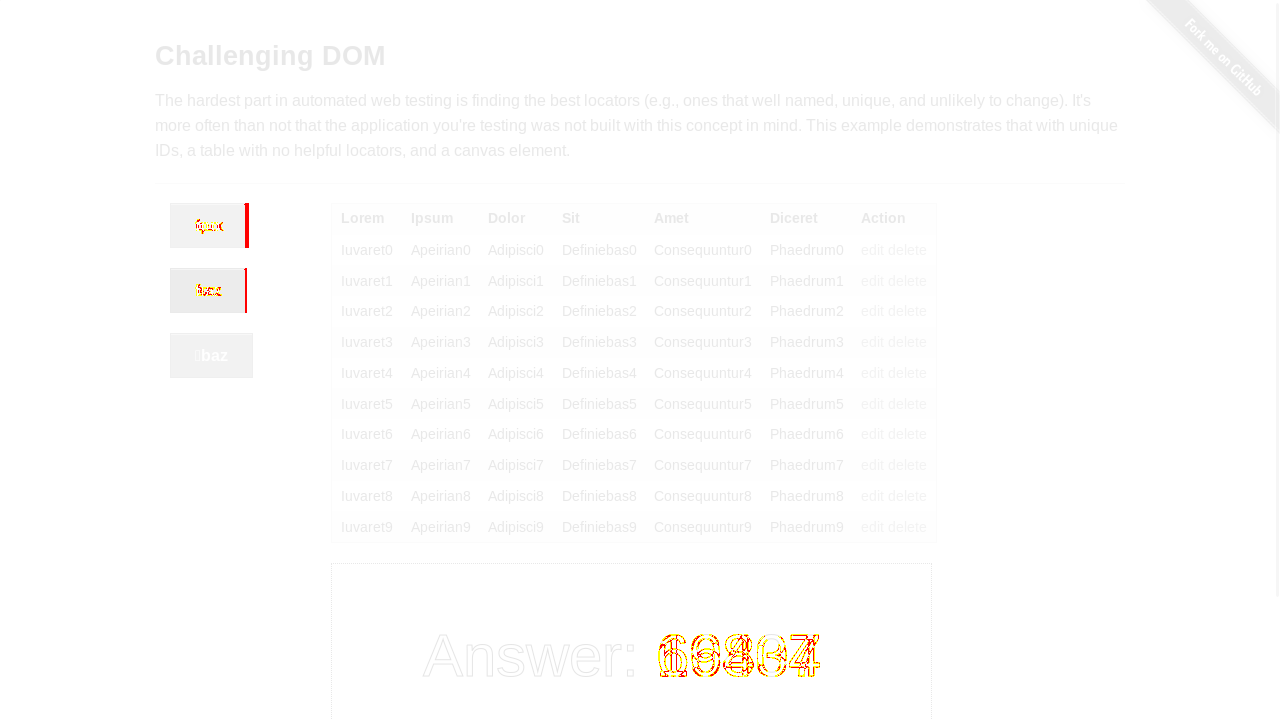 Fork me on GitHub
Challenging DOM
The hardest part in automated web testing is finding the best locators (e.g., ones that well named, unique, and unlikely to change). It's
more often than not that the application you're testing was not built with this concept in mind. This example demonstrates that with unique
IDs, a table with no helpful locators, and a canvas element.
baz
Lorem Ipsum Dolor Sit Amet Diceret Action
Iuvaret0 Apeirian0 Adipisci0 Definiebas0 Consequuntur0 Phaedrum0 edit delete
Iuvaret1 Apeirian1 Adipisci1 Definiebas1 Consequuntur1 Phaedrum1 edit delete
Iuvaret2 Apeirian2 Adipisci2 Definiebas2 Consequuntur2 Phaedrum2 edit delete
Iuvaret3 Apeirian3 Adipisci3 Definiebas3 Consequuntur3 Phaedrum3 edit delete
Iuvaret4 Apeirian4 Adipisci4 Definiebas4 Consequuntur4 Phaedrum4 edit delete
Iuvaret5 Apeirian5 Adipisci5 Definiebas5 Consequuntur5 Phaedrum5 edit delete
Iuvaret6 Apeirian6 Adipisci6 Definiebas6 Consequuntur6 Phaedrum6 edit delete
Iuvaret7 Apeirian7 Adipisci7 Definiebas7 Consequuntur7 Phaedrum7 edit delete
Iuvaret8 Apeirian8 Adipisci8 Definiebas8 Consequuntur8 Phaedrum8 edit delete
Iuvaret9 Apeirian9 Adipisci9 Definiebas9 Consequuntur9 Phaedrum9 edit delete
Answer: